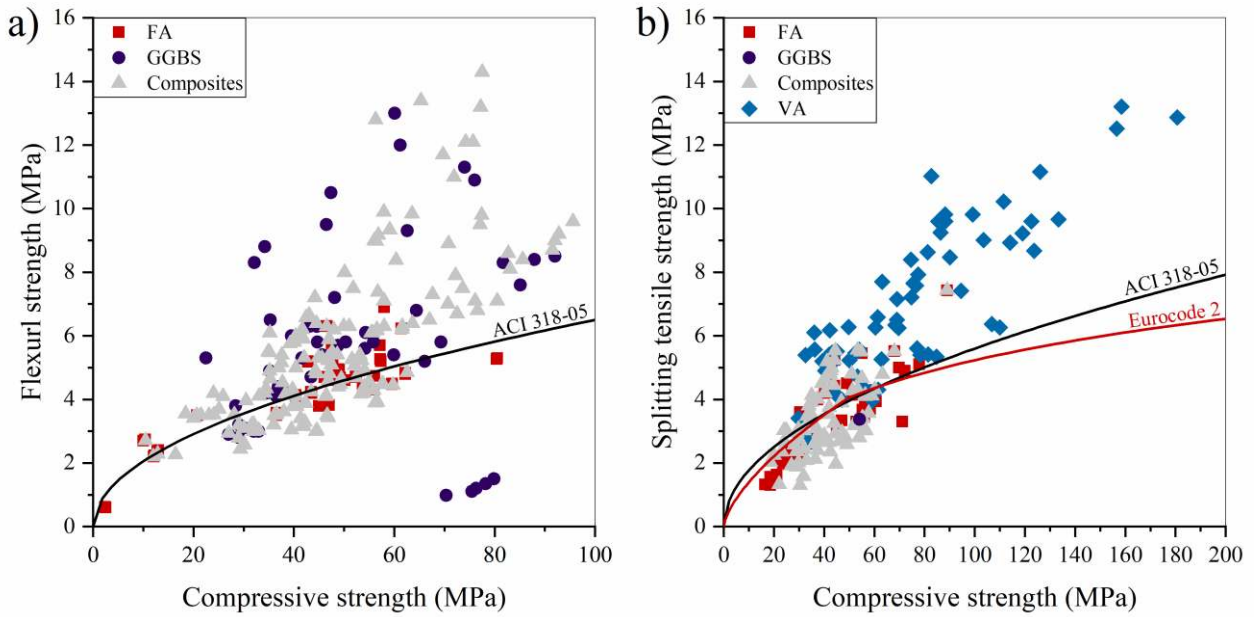 a)
FA
GGBS
Composites
ACI 318-05
Flexurl strength (MPa)
0
2
4
6
8
10
12
14
16
0 20 40 60 80 100
Compressive strength (MPa)
b)
FA
GGBS
Composites
VA
ACI 318-05
Eurocode 2
Splitting tensile strength (MPa)
0
2
4
6
8
10
12
14
16
0 20 40 60 80 100 120 140 160 180 200
Compressive strength (MPa)